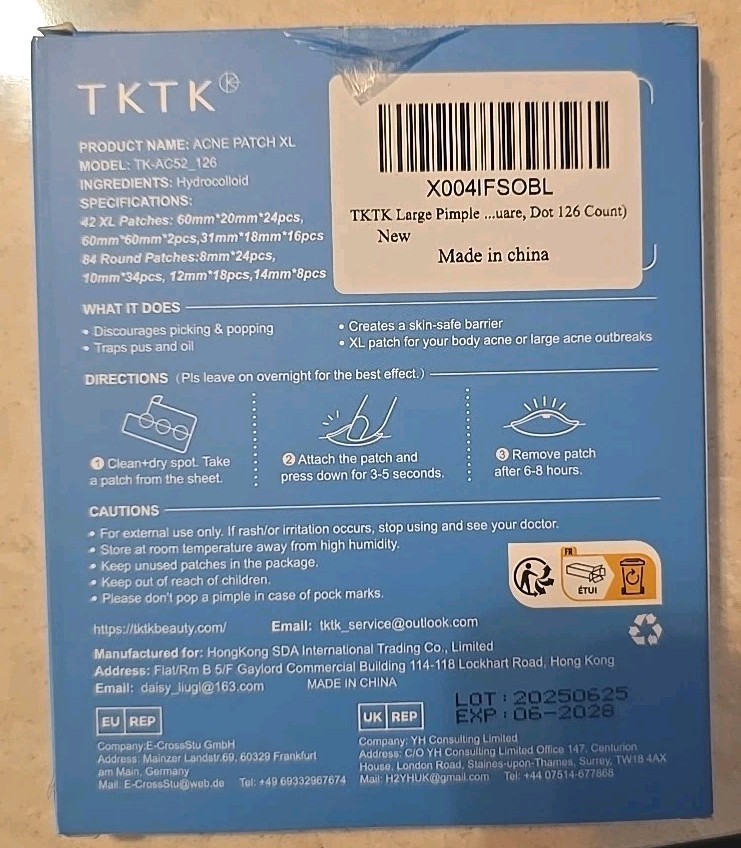 TKTK
X004IFSOBL
TKTK Large Pimple ...uare, Dot 126 Count)
New
Made in china
PRODUCT NAME: ACNE PATCH XL
MODEL: TK-AC52_126
INGREDIENTS: Hydrocolloid
SPECIFICATIONS:
42 XL Patches: 60mm*20mm*24pcs,
60mm*60mm*2pcs,31mm*18mm*16pcs
84 Round Patches:8mm*24pcs,
10mm*34pcs, 12mm*18pcs,14mm*8pcs
WHAT IT DOES
• Discourages picking & popping
• Traps pus and oil
• Creates a skin-safe barrier
• XL patch for your body acne or large acne outbreaks
DIRECTIONS (Pls leave on overnight for the best effect.)
1 Clean+dry spot. Take
a patch from the sheet.
2 Attach the patch and
press down for 3-5 seconds.
3 Remove patch
after 6-8 hours.
CAUTIONS
• For external use only. If rash/or irritation occurs, stop using and see your doctor.
• Store at room temperature away from high humidity.
• Keep unused patches in the package.
• Keep out of reach of children.
• Please don't pop a pimple in case of pock marks.
FR
ÉTUI
https://tktkbeauty.com/ Email: tktk_service@outlook.com
Manufactured for: HongKong SDA International Trading Co., Limited
Address: Flat/Rm B 5/F Gaylord Commercial Building 114-118 Lockhart Road, Hong Kong
Email: daisy_liugl@163.com MADE IN CHINA
LOT: 20250625
EXP: 06-2028
EU REP
Company:E-CrossStu GmbH
Address: Mainzer Landstr.69, 60329 Frankfurt
am Main, Germany
Mail: E-CrossStu@web.de Tel: +49 69332967674
UK REP
Company: YH Consulting Limited
Address: C/O YH Consulting Limited Office 147, Centurion
House, London Road, Staines-upon-Thames, Surrey, TW18 4AX
Mail: H2YHUK@gmail.com Tel: +44 07514-677868